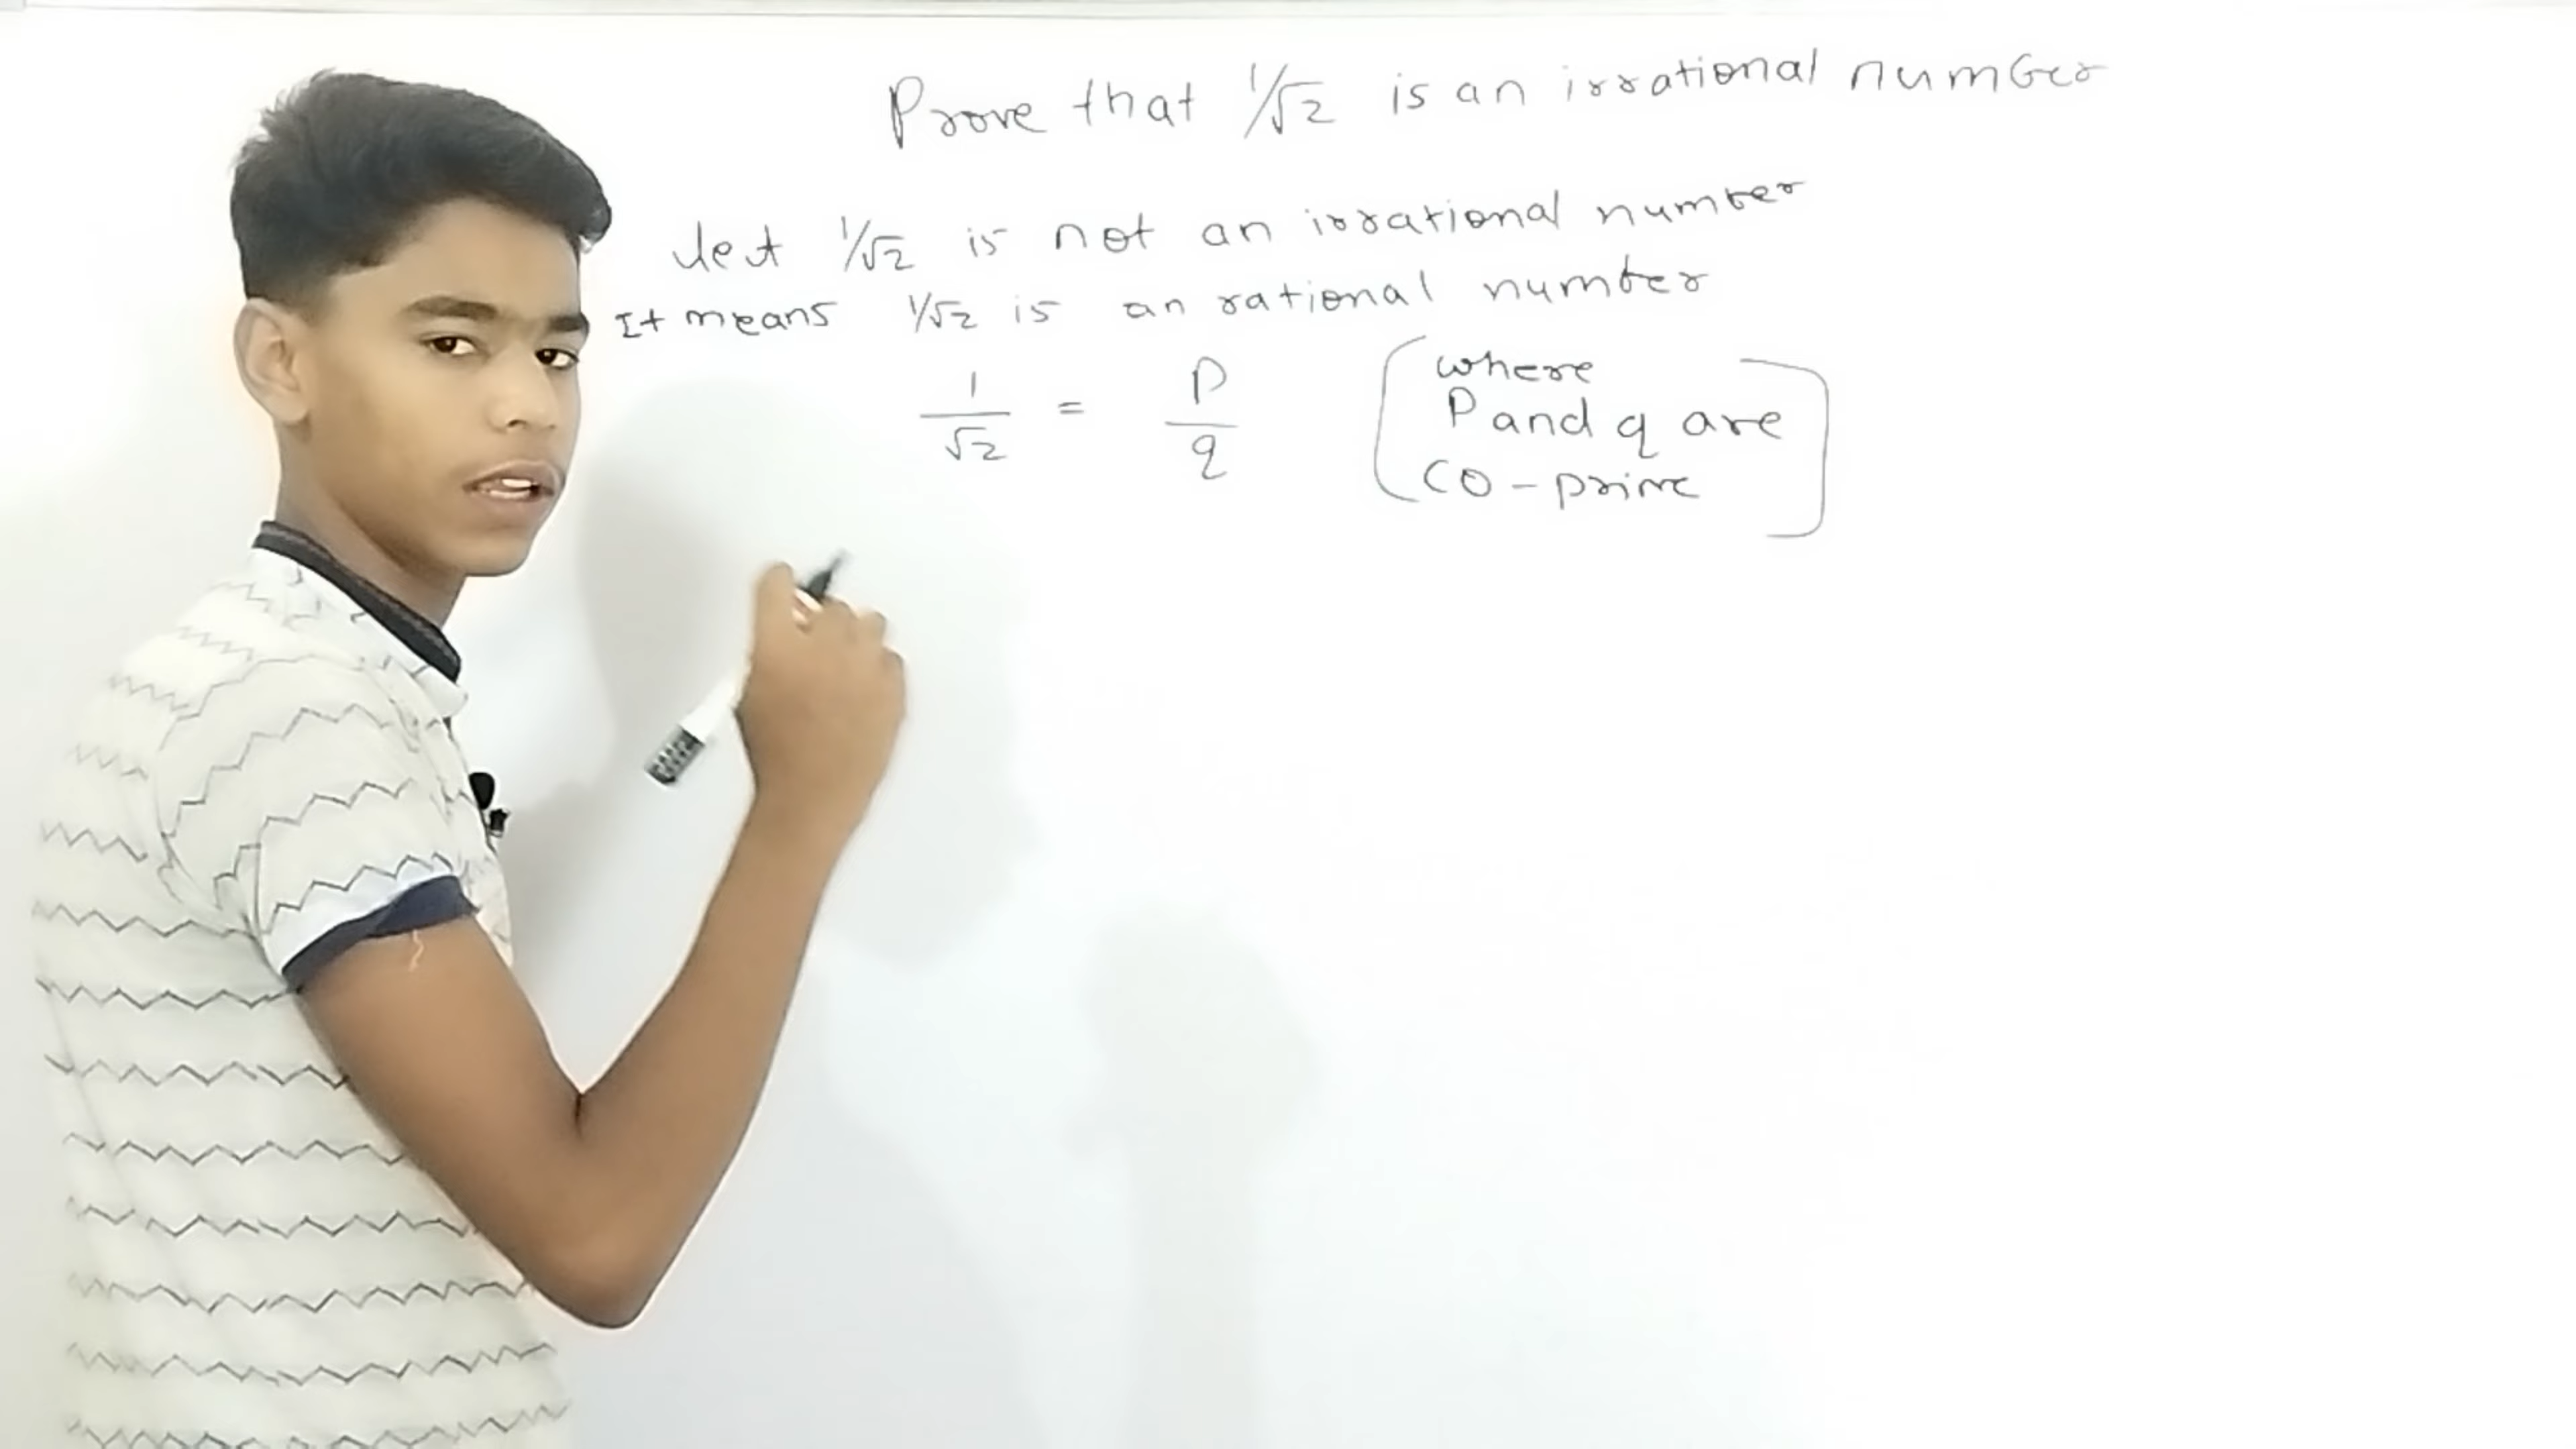 Prove that 1/√2 is an irrational number
Let 1/√2 is not an irrational number
It means 1/√2 is an rational number
1/√2 = P/q
where
P and q are
co-prime